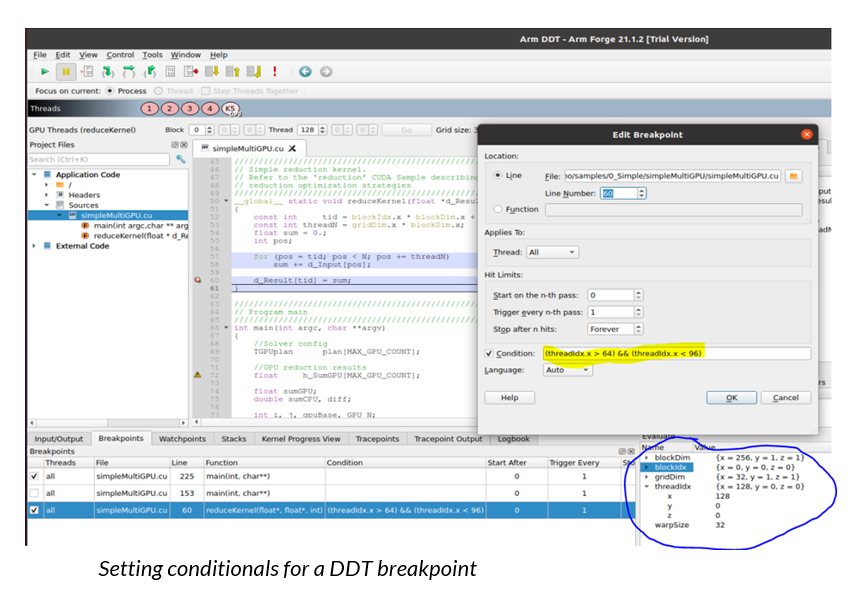 Arm DDT - Arm Forge 21.1.2 [Trial Version]
File Edit View Control Tools Window Help
Focus on current: Process Thread Step Threads Together
Threads 1 2 3 4 K5
GPU Threads (reduceKernel) Block 0 0 0 Thread 128 0 0 Go Grid size: 3
Project Files
Search (Ctrl+K)
Application Code
/
Headers
Sources
simpleMultiGPU.cu
main(int argc,char ** arg
reduceKernel(float * d_Re
External Code
simpleMultiGPU.cu
45 ////////////////////////////////////////
46 // Simple reduction kernel.
47 // Refer to the 'reduction' CUDA Sample describing
48 // reduction optimization strategies
49 ////////////////////////////////////////
50 __global__ static void reduceKernel(float *d_Resul
51 {
52 const int tid = blockIdx.x * blockDim.x +
53 const int threadN = gridDim.x * blockDim.x;
54 float sum = 0.;
55 int pos;
56
57 for (pos = tid; pos < N; pos += threadN)
58 sum += d_Input[pos];
59
60 d_Result[tid] = sum;
61 }
62
63 ////////////////////////////////////////
64 // Program main
65 ////////////////////////////////////////
66 int main(int argc, char **argv)
67 {
68 //Solver config
69 TGPUplan plan[MAX_GPU_COUNT];
70
71 //GPU reduction results
72 float h_SumGPU[MAX_GPU_COUNT];
73
74 float sumGPU;
75 double sumCPU, diff;
76
77 int i, j, gpuBase, GPU_N;
Edit Breakpoint
Location:
Line File: ho/samples/0_Simple/simpleMultiGPU/simpleMultiGPU.cu
Line Number: 60
Function
Applies To:
Thread: All
Hit Limits:
Start on the n-th pass: 0
Trigger every n-th pass: 1
Stop after n hits: Forever
Condition: (threadIdx.x > 64) && (threadIdx.x < 96)
Language: Auto
Help OK Cancel
Input/Output Breakpoints Watchpoints Stacks Kernel Progress View Tracepoints Tracepoint Output Logbook
Breakpoints
Threads File Line Function Condition Start After Trigger Every Sto
all simpleMultiGPU.cu 225 main(int, char**) 0 1
all simpleMultiGPU.cu 153 main(int, char**) 0 1
all simpleMultiGPU.cu 60 reduceKernel(float*, float*, int) (threadIdx.x > 64) && (threadIdx.x < 96) 0 1
Evaluate
Name Value
blockDim {x = 256, y = 1, z = 1}
blockIdx {x = 0, y = 0, z = 0}
gridDim {x = 32, y = 1, z = 1}
threadIdx {x = 128, y = 0, z = 0}
x 128
y 0
z 0
warpSize 32
Setting conditionals for a DDT breakpoint